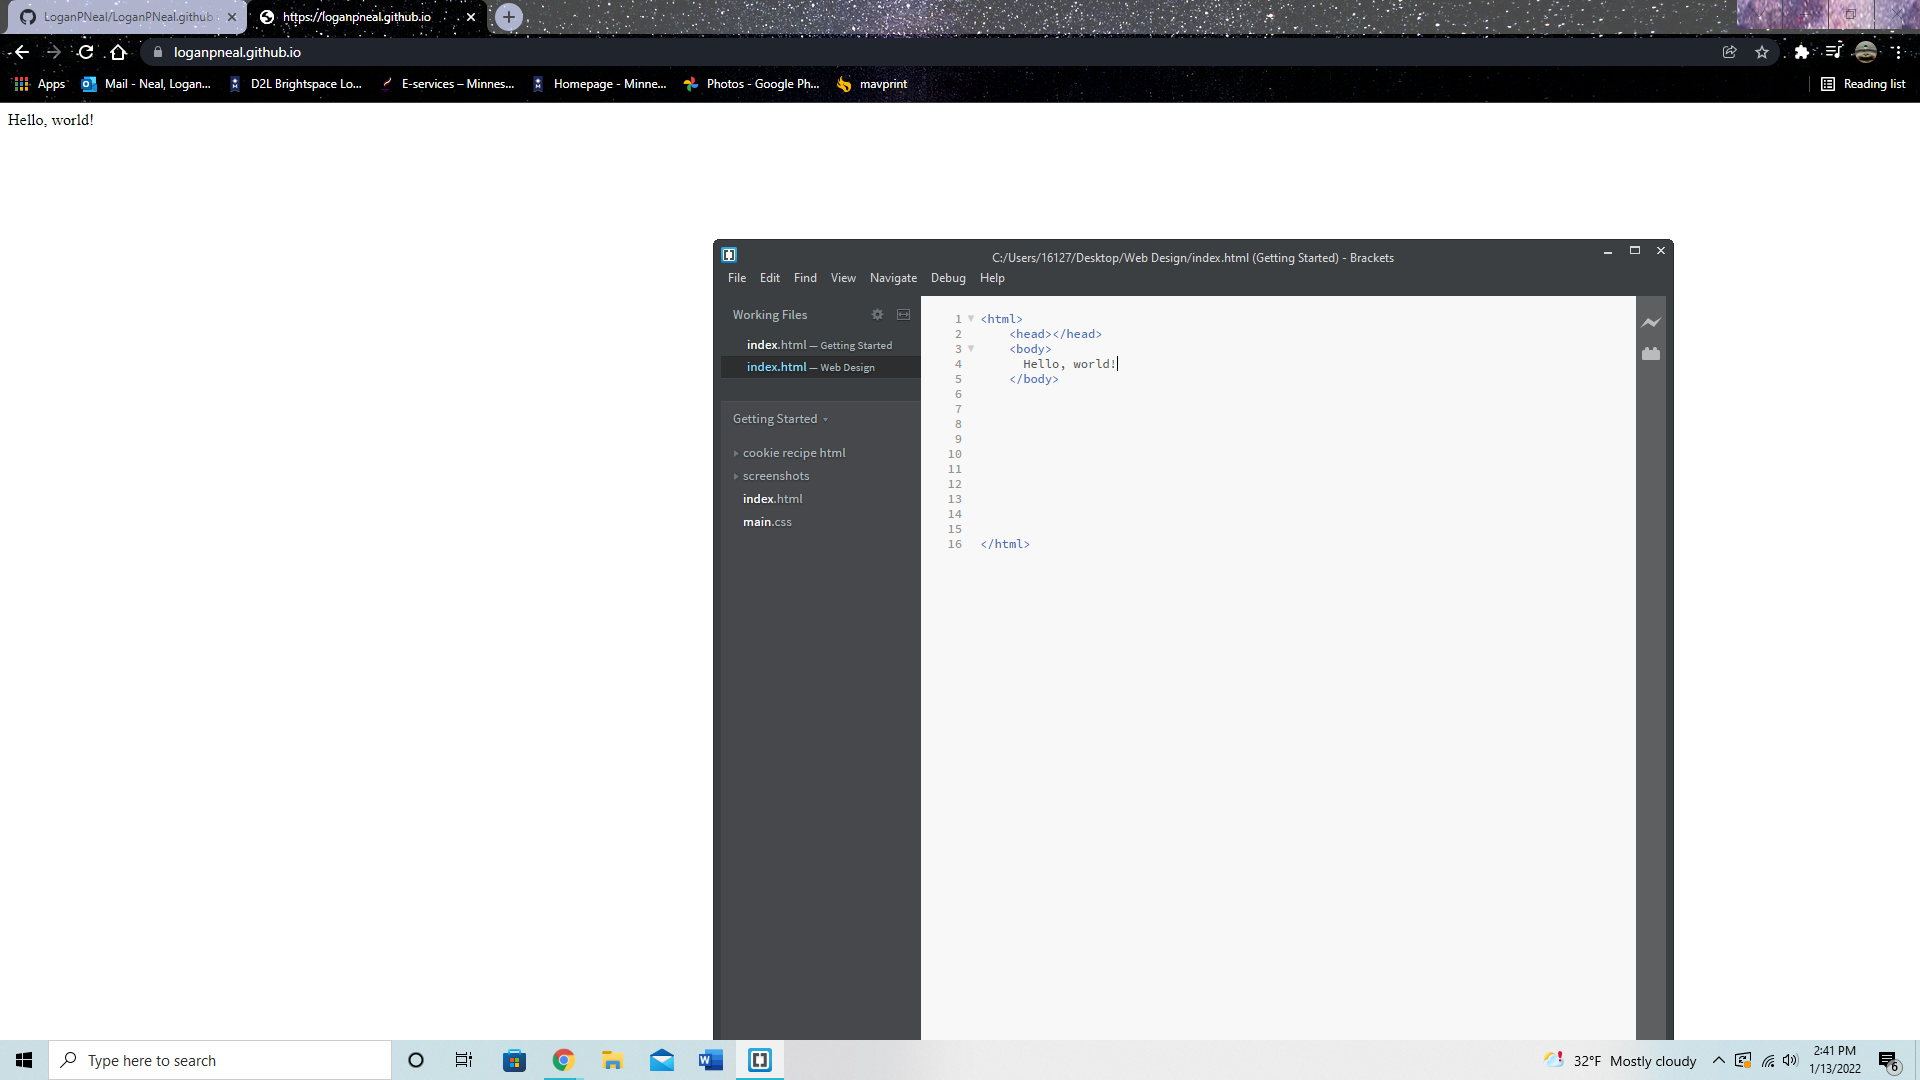 LoganPNeal/LoganPNeal.github
https://loganpneal.github.io
loganpneal.github.io
Apps
Mail - Neal, Logan...
D2L Brightspace Lo...
E-services – Minnes...
Homepage - Minne...
Photos - Google Ph...
mavprint
Reading list
Hello, world!
C:/Users/16127/Desktop/Web Design/index.html (Getting Started) - Brackets
File Edit Find View Navigate Debug Help
Working Files
index.html — Getting Started
index.html — Web Design
Getting Started
cookie recipe html
screenshots
index.html
main.css
1 <html>
2 <head></head>
3 <body>
4 Hello, world!
5 </body>
6
7
8
9
10
11
12
13
14
15
16 </html>
Type here to search
32°F Mostly cloudy
2:41 PM
1/13/2022
6